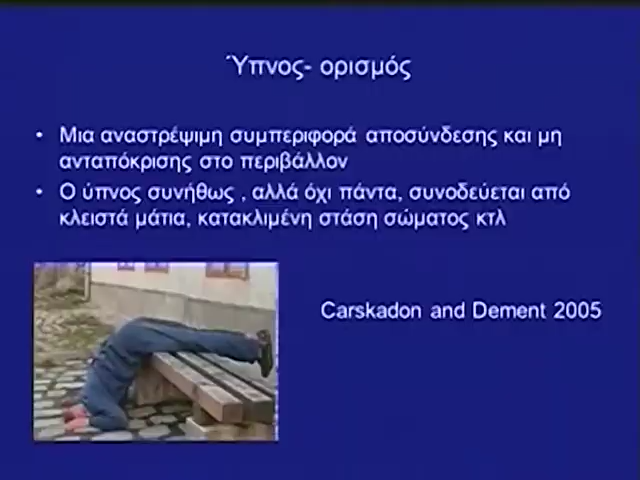 Ύπνος- ορισμός
• Μια αναστρέψιμη συμπεριφορά αποσύνδεσης και μη
ανταπόκρισης στο περιβάλλον
• Ο ύπνος συνήθως , αλλά όχι πάντα, συνοδεύεται από
κλειστά μάτια, κατακλιμένη στάση σώματος κτλ
Carskadon and Dement 2005